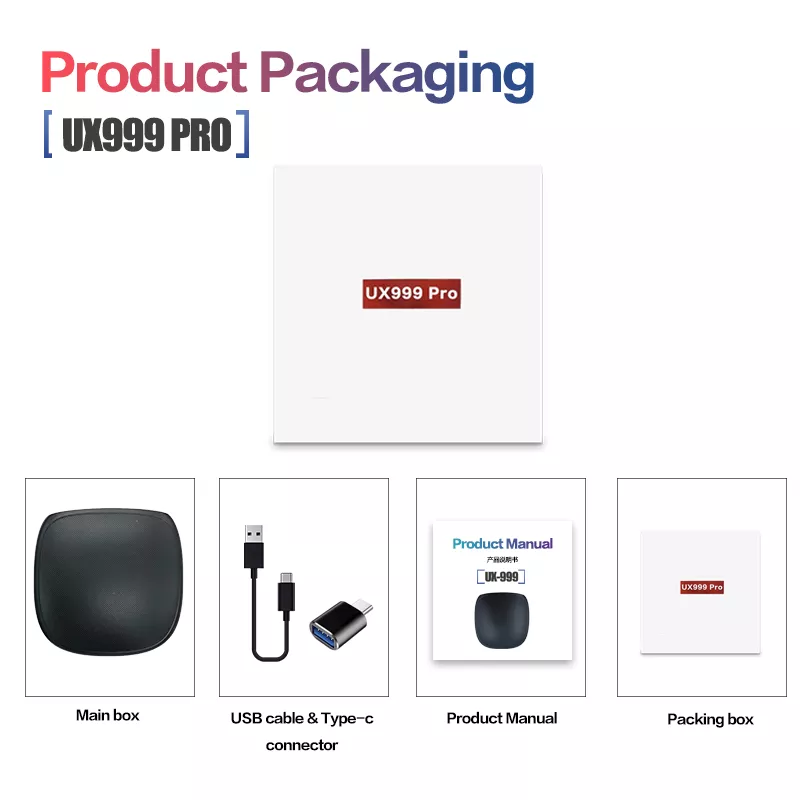 Product Packaging
[ UX999 PRO ]
UX999 Pro
Product Manual
产品说明书
[UX-999]
UX999 Pro
Main box
USB cable & Type-c
connector
Product Manual
Packing box